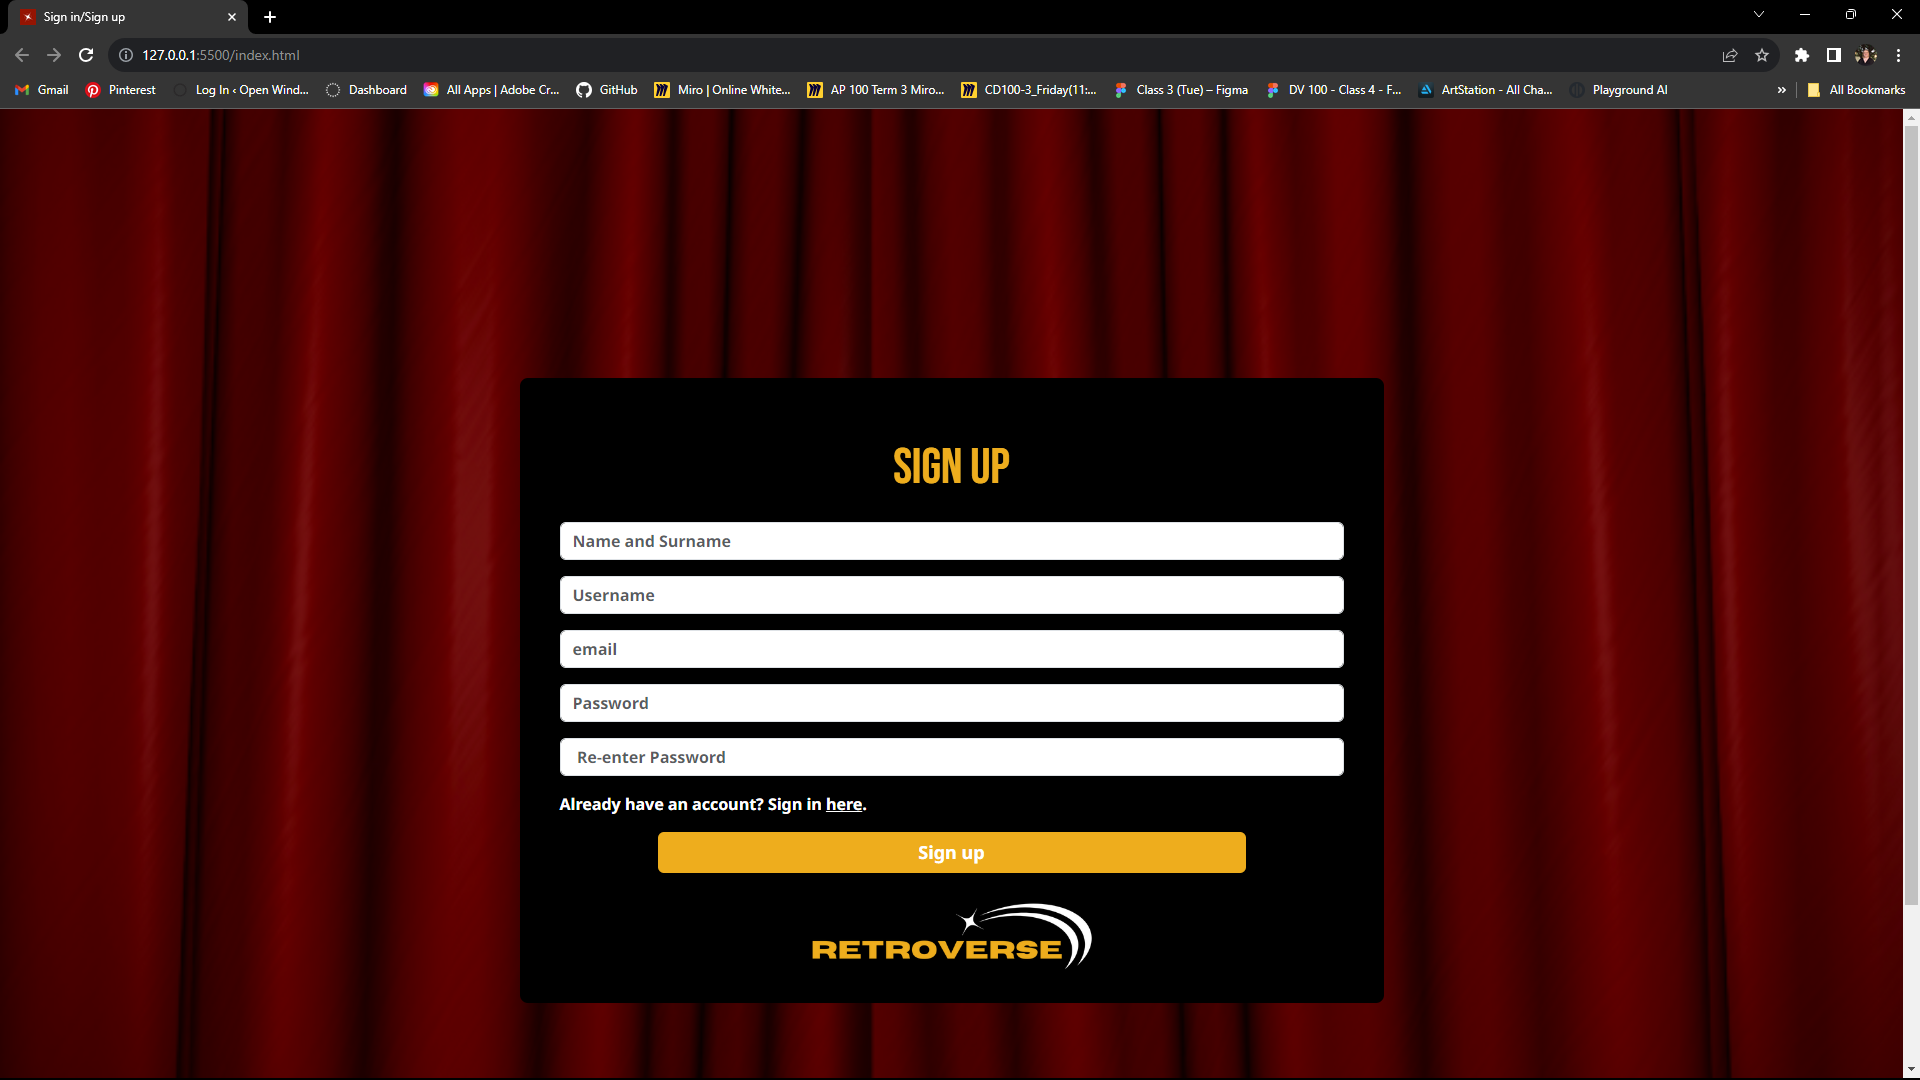 Sign in/Sign up
127.0.0.1:5500/index.html
Gmail Pinterest Log In ‹ Open Wind... Dashboard All Apps | Adobe Cr... GitHub Miro | Online White... AP 100 Term 3 Miro... CD100-3_Friday(11:... Class 3 (Tue) – Figma DV 100 - Class 4 - F... ArtStation - All Cha... Playground AI » All Bookmarks
SIGN UP
Name and Surname
Username
email
Password
Re-enter Password
Already have an account? Sign in here.
Sign up
RETROVERSE